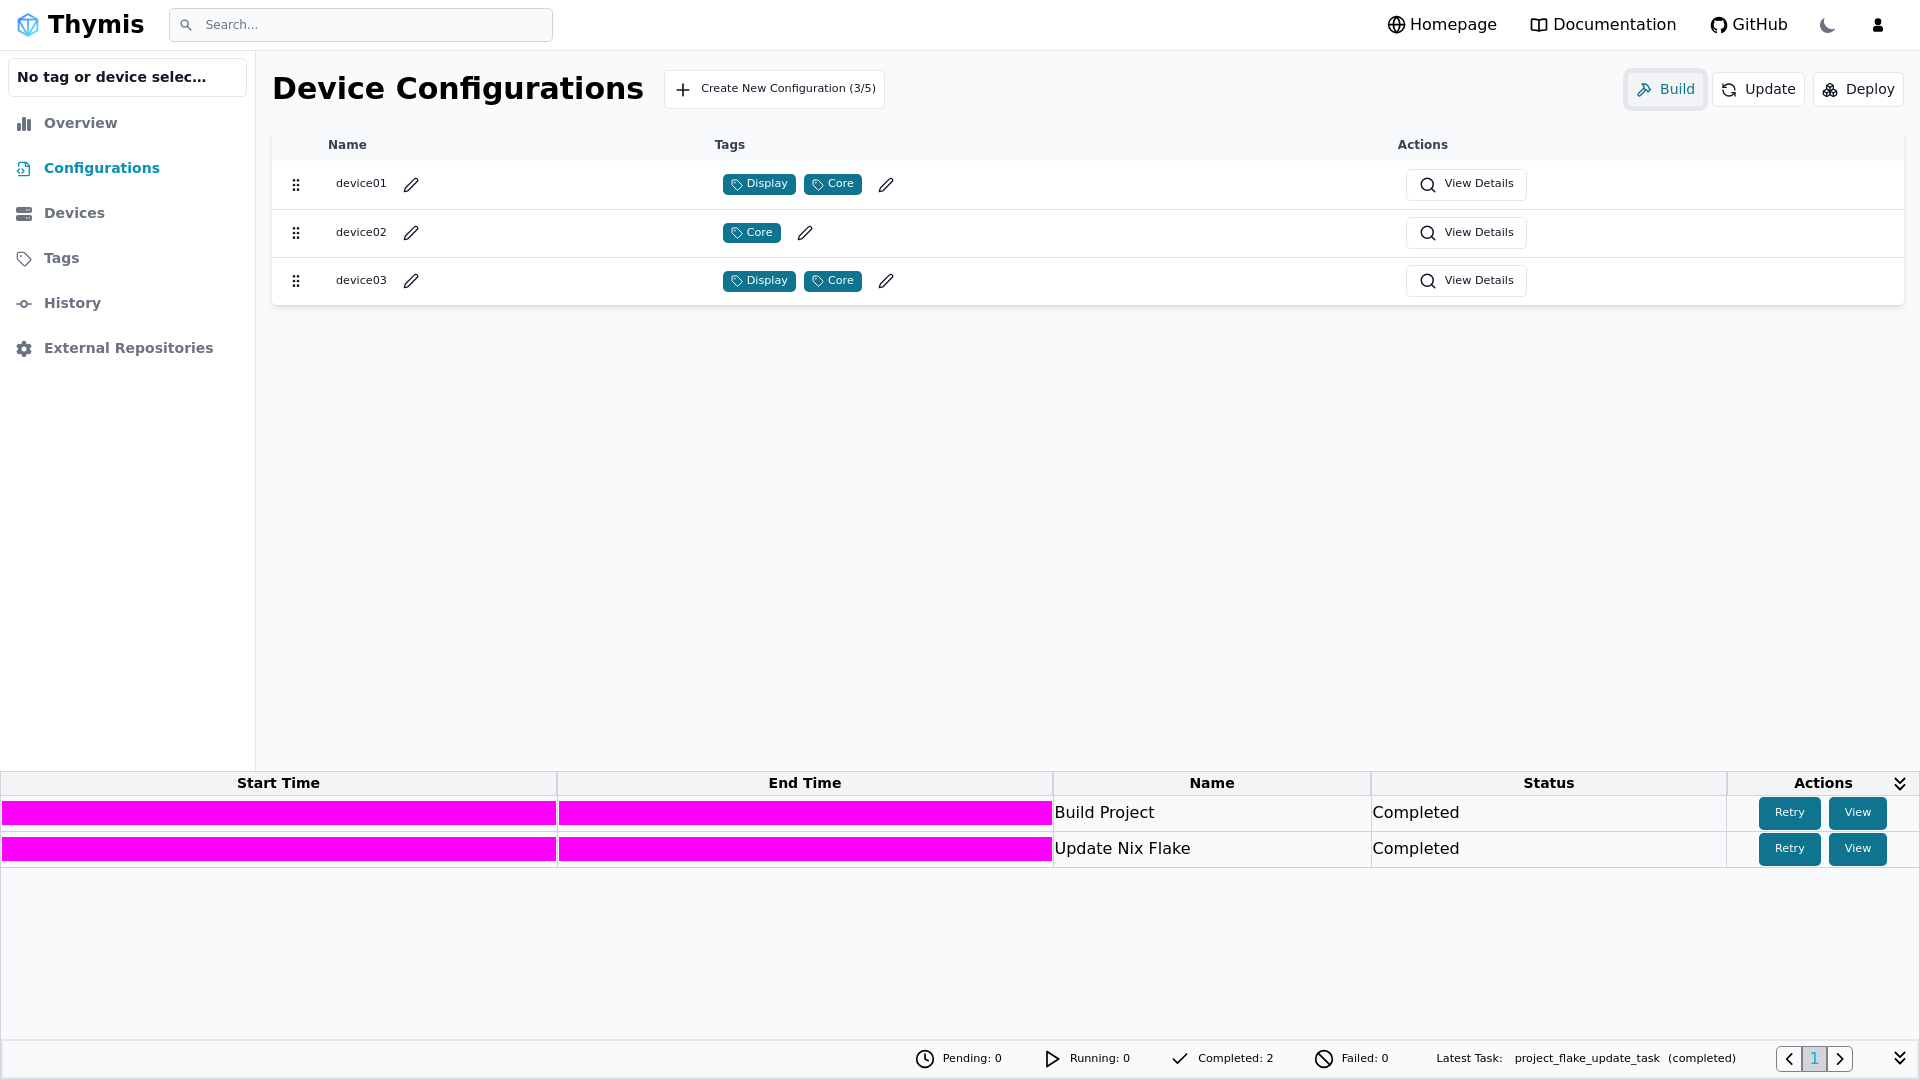 Thymis Search... Homepage Documentation GitHub
No tag or device selec...
Overview
Configurations
Devices
Tags
History
External Repositories
Device Configurations Create New Configuration (3/5) Build Update Deploy
Name Tags Actions
device01 Display Core View Details
device02 Core View Details
device03 Display Core View Details
Start Time End Time Name Status Actions
Build Project Completed Retry View
Update Nix Flake Completed Retry View
Pending: 0 Running: 0 Completed: 2 Failed: 0 Latest Task: project_flake_update_task (completed) 1